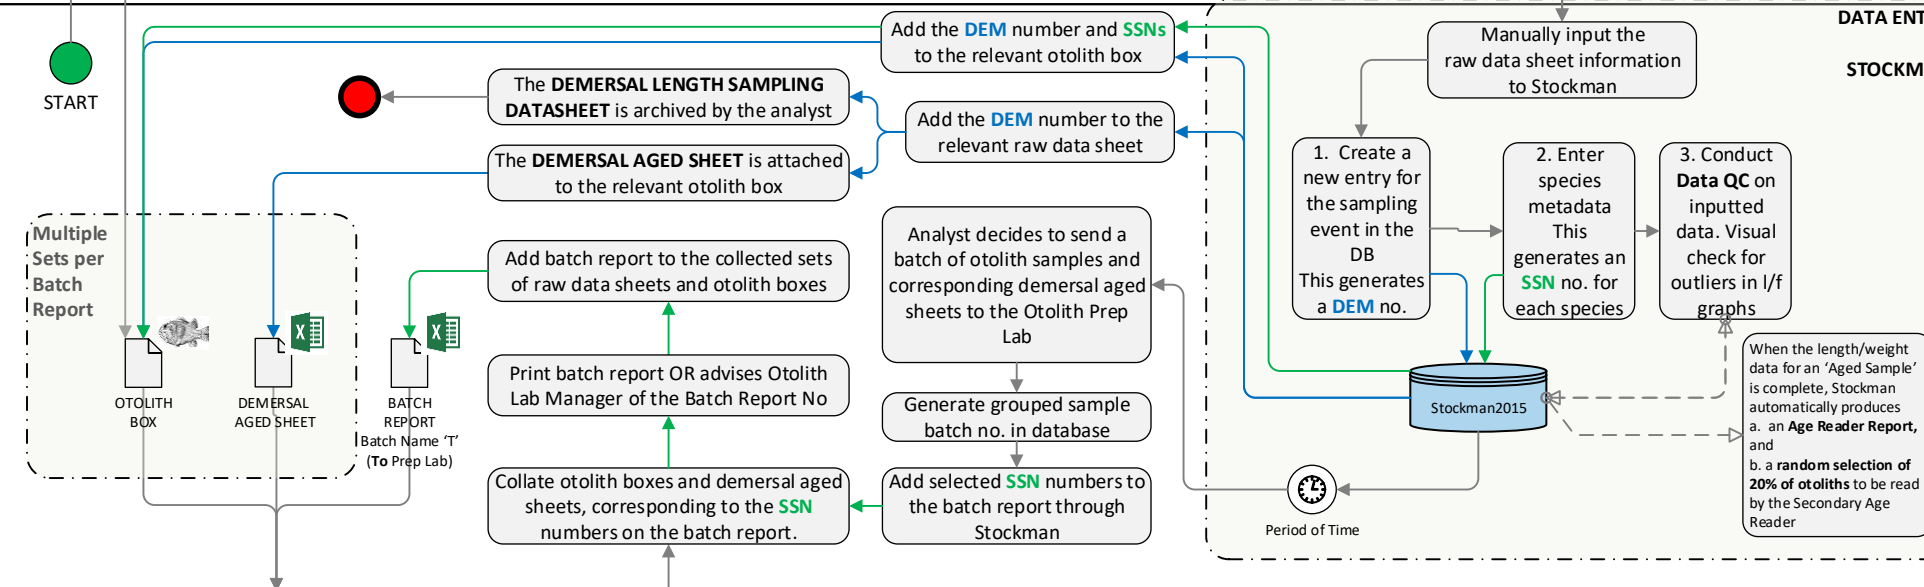 START
Add the DEM number and SSNs
to the relevant otolith box
The DEMERSAL LENGTH SAMPLING
DATASHEET is archived by the analyst
Add the DEM number to the
relevant raw data sheet
The DEMERSAL AGED SHEET is attached
to the relevant otolith box
Multiple
Sets per
Batch
Report
OTOLITH
BOX
DEMERSAL
AGED SHEET
BATCH
REPORT
Batch Name ‘T’
(To Prep Lab)
Add batch report to the collected sets
of raw data sheets and otolith boxes
Print batch report OR advises Otolith
Lab Manager of the Batch Report No
Collate otolith boxes and demersal aged
sheets, corresponding to the SSN
numbers on the batch report.
Analyst decides to send a
batch of otolith samples and
corresponding demersal aged
sheets to the Otolith Prep
Lab
Generate grouped sample
batch no. in database
Add selected SSN numbers to
the batch report through
Stockman
DATA ENT
STOCKM
Manually input the
raw data sheet information
to Stockman
1. Create a
new entry for
the sampling
event in the
DB
This generates
a DEM no.
2. Enter
species
metadata
This
generates an
SSN no. for
each species
3. Conduct
Data QC on
inputted
data. Visual
check for
outliers in l/f
graphs
Stockman2015
Period of Time
When the length/weight
data for an ‘Aged Sample’
is complete, Stockman
automatically produces
a. an Age Reader Report,
and
b. a random selection of
20% of otoliths to be read
by the Secondary Age
Reader